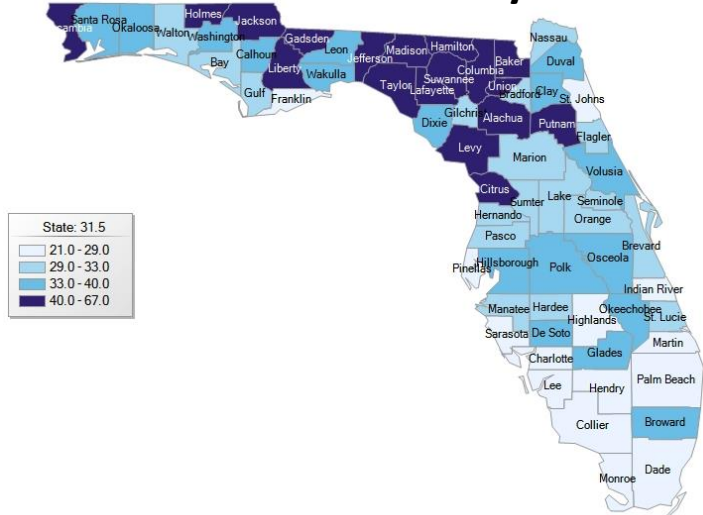 Santa Rosa
Okaloosa
Walton
Holmes
Washington
Jackson
Bay
Calhoun
Gulf
Liberty
Gadsden
Franklin
Leon
Wakulla
Jefferson
Madison
Taylor
Hamilton
Suwannee
Lafayette
Columbia
Dixie
Gilchrist
Baker
Union
Bradford
Alachua
Levy
Nassau
Duval
Clay
St. Johns
Putnam
Flagler
Marion
Volusia
Citrus
Sumter
Lake
Seminole
Hernando
Orange
Pasco
Brevard
Pinellas
Hillsborough
Polk
Osceola
Indian River
Manatee
Hardee
Highlands
Okeechobee
St. Lucie
Sarasota
De Soto
Martin
Charlotte
Glades
Lee
Hendry
Palm Beach
Collier
Broward
Monroe
Dade
State: 31.5
21.0 - 29.0
29.0 - 33.0
33.0 - 40.0
40.0 - 67.0